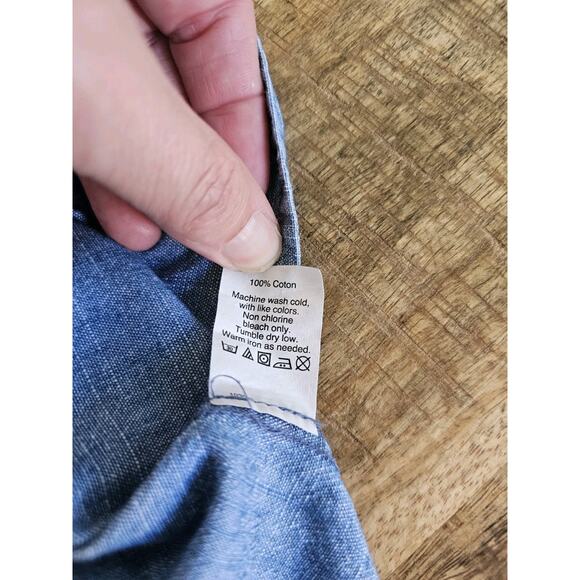 100% Coton
Machine wash cold,
with like colors.
Non chlorine
bleach only.
Tumble dry low.
Warm iron as needed.